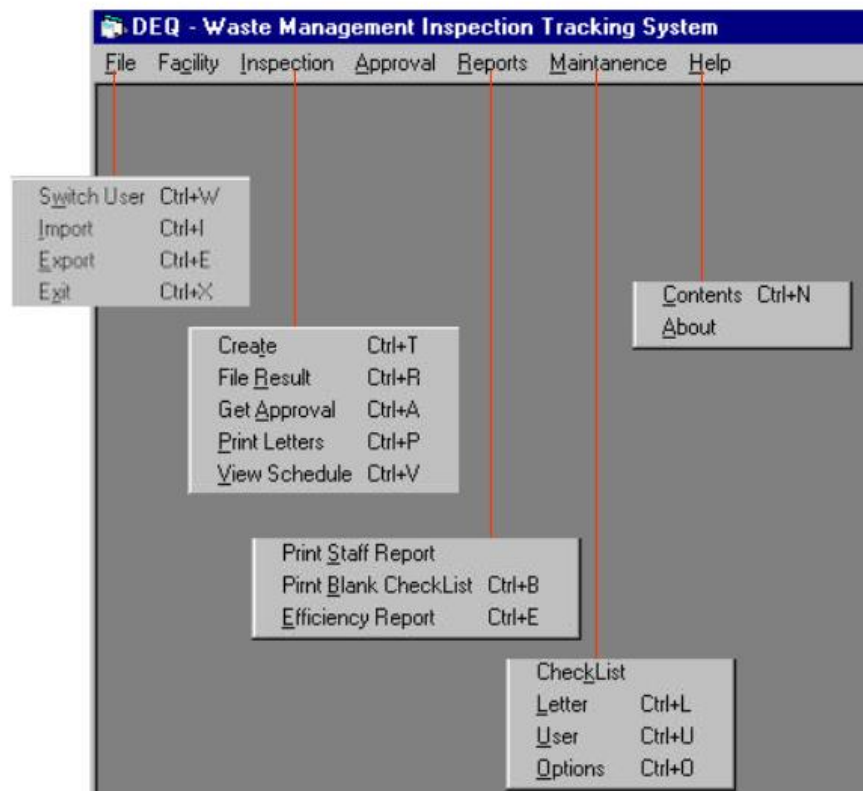 DEQ - Waste Management Inspection Tracking System
File Facility Inspection Approval Reports Maintanence Help
Switch User Ctrl+W
Import Ctrl+I
Export Ctrl+E
Exit Ctrl+X
Contents Ctrl+N
About
Create Ctrl+T
File Result Ctrl+R
Get Approval Ctrl+A
Print Letters Ctrl+P
View Schedule Ctrl+V
Print Staff Report
Pirnt Blank CheckList Ctrl+B
Efficiency Report Ctrl+E
CheckList
Letter Ctrl+L
User Ctrl+U
Options Ctrl+O